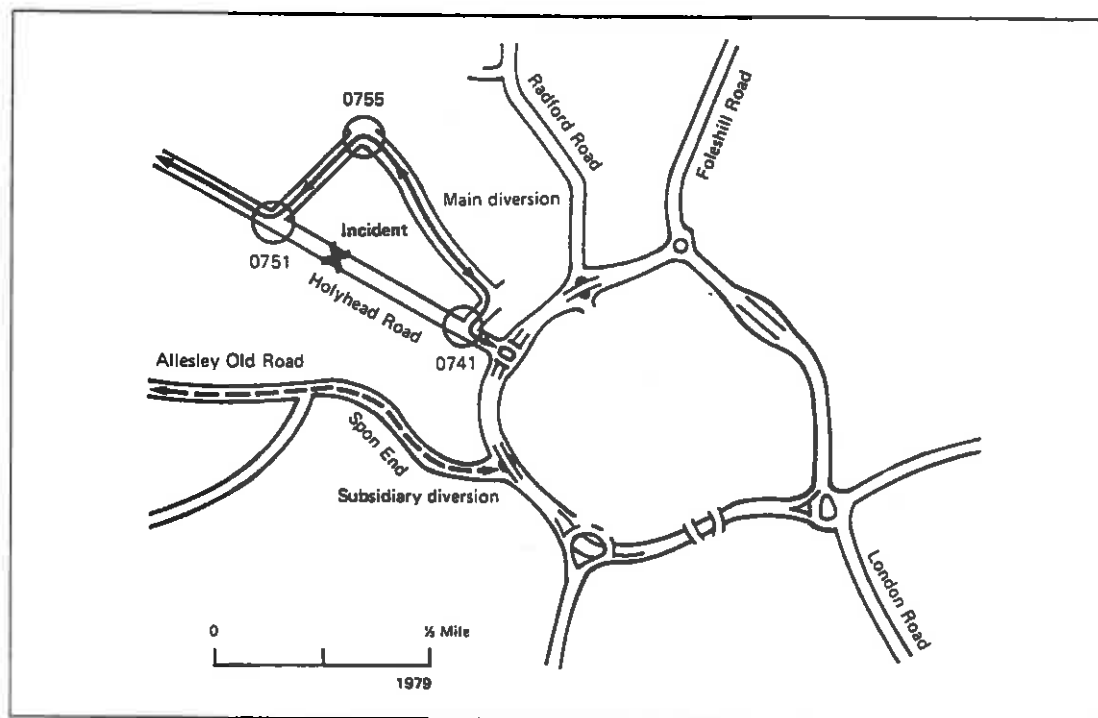 0755
Radford Road
Foleshill Road
Main diversion
Incident
0751
Holyhead Road
0741
Allesley Old Road
Spon End
Subsidiary diversion
London Road
0
½ Mile
1979